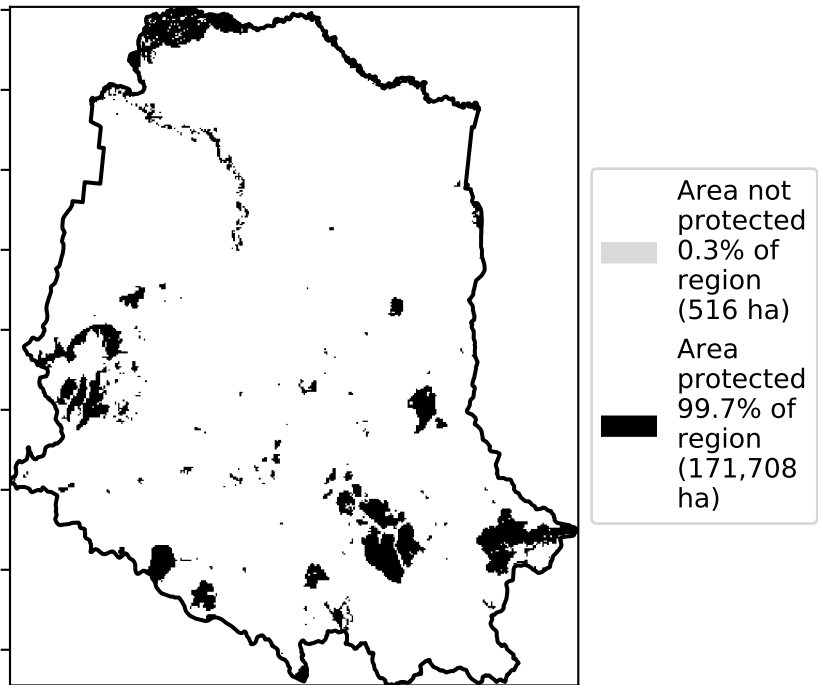 Area not
protected
0.3% of
region
(516 ha)
Area
protected
99.7% of
region
(171,708
ha)